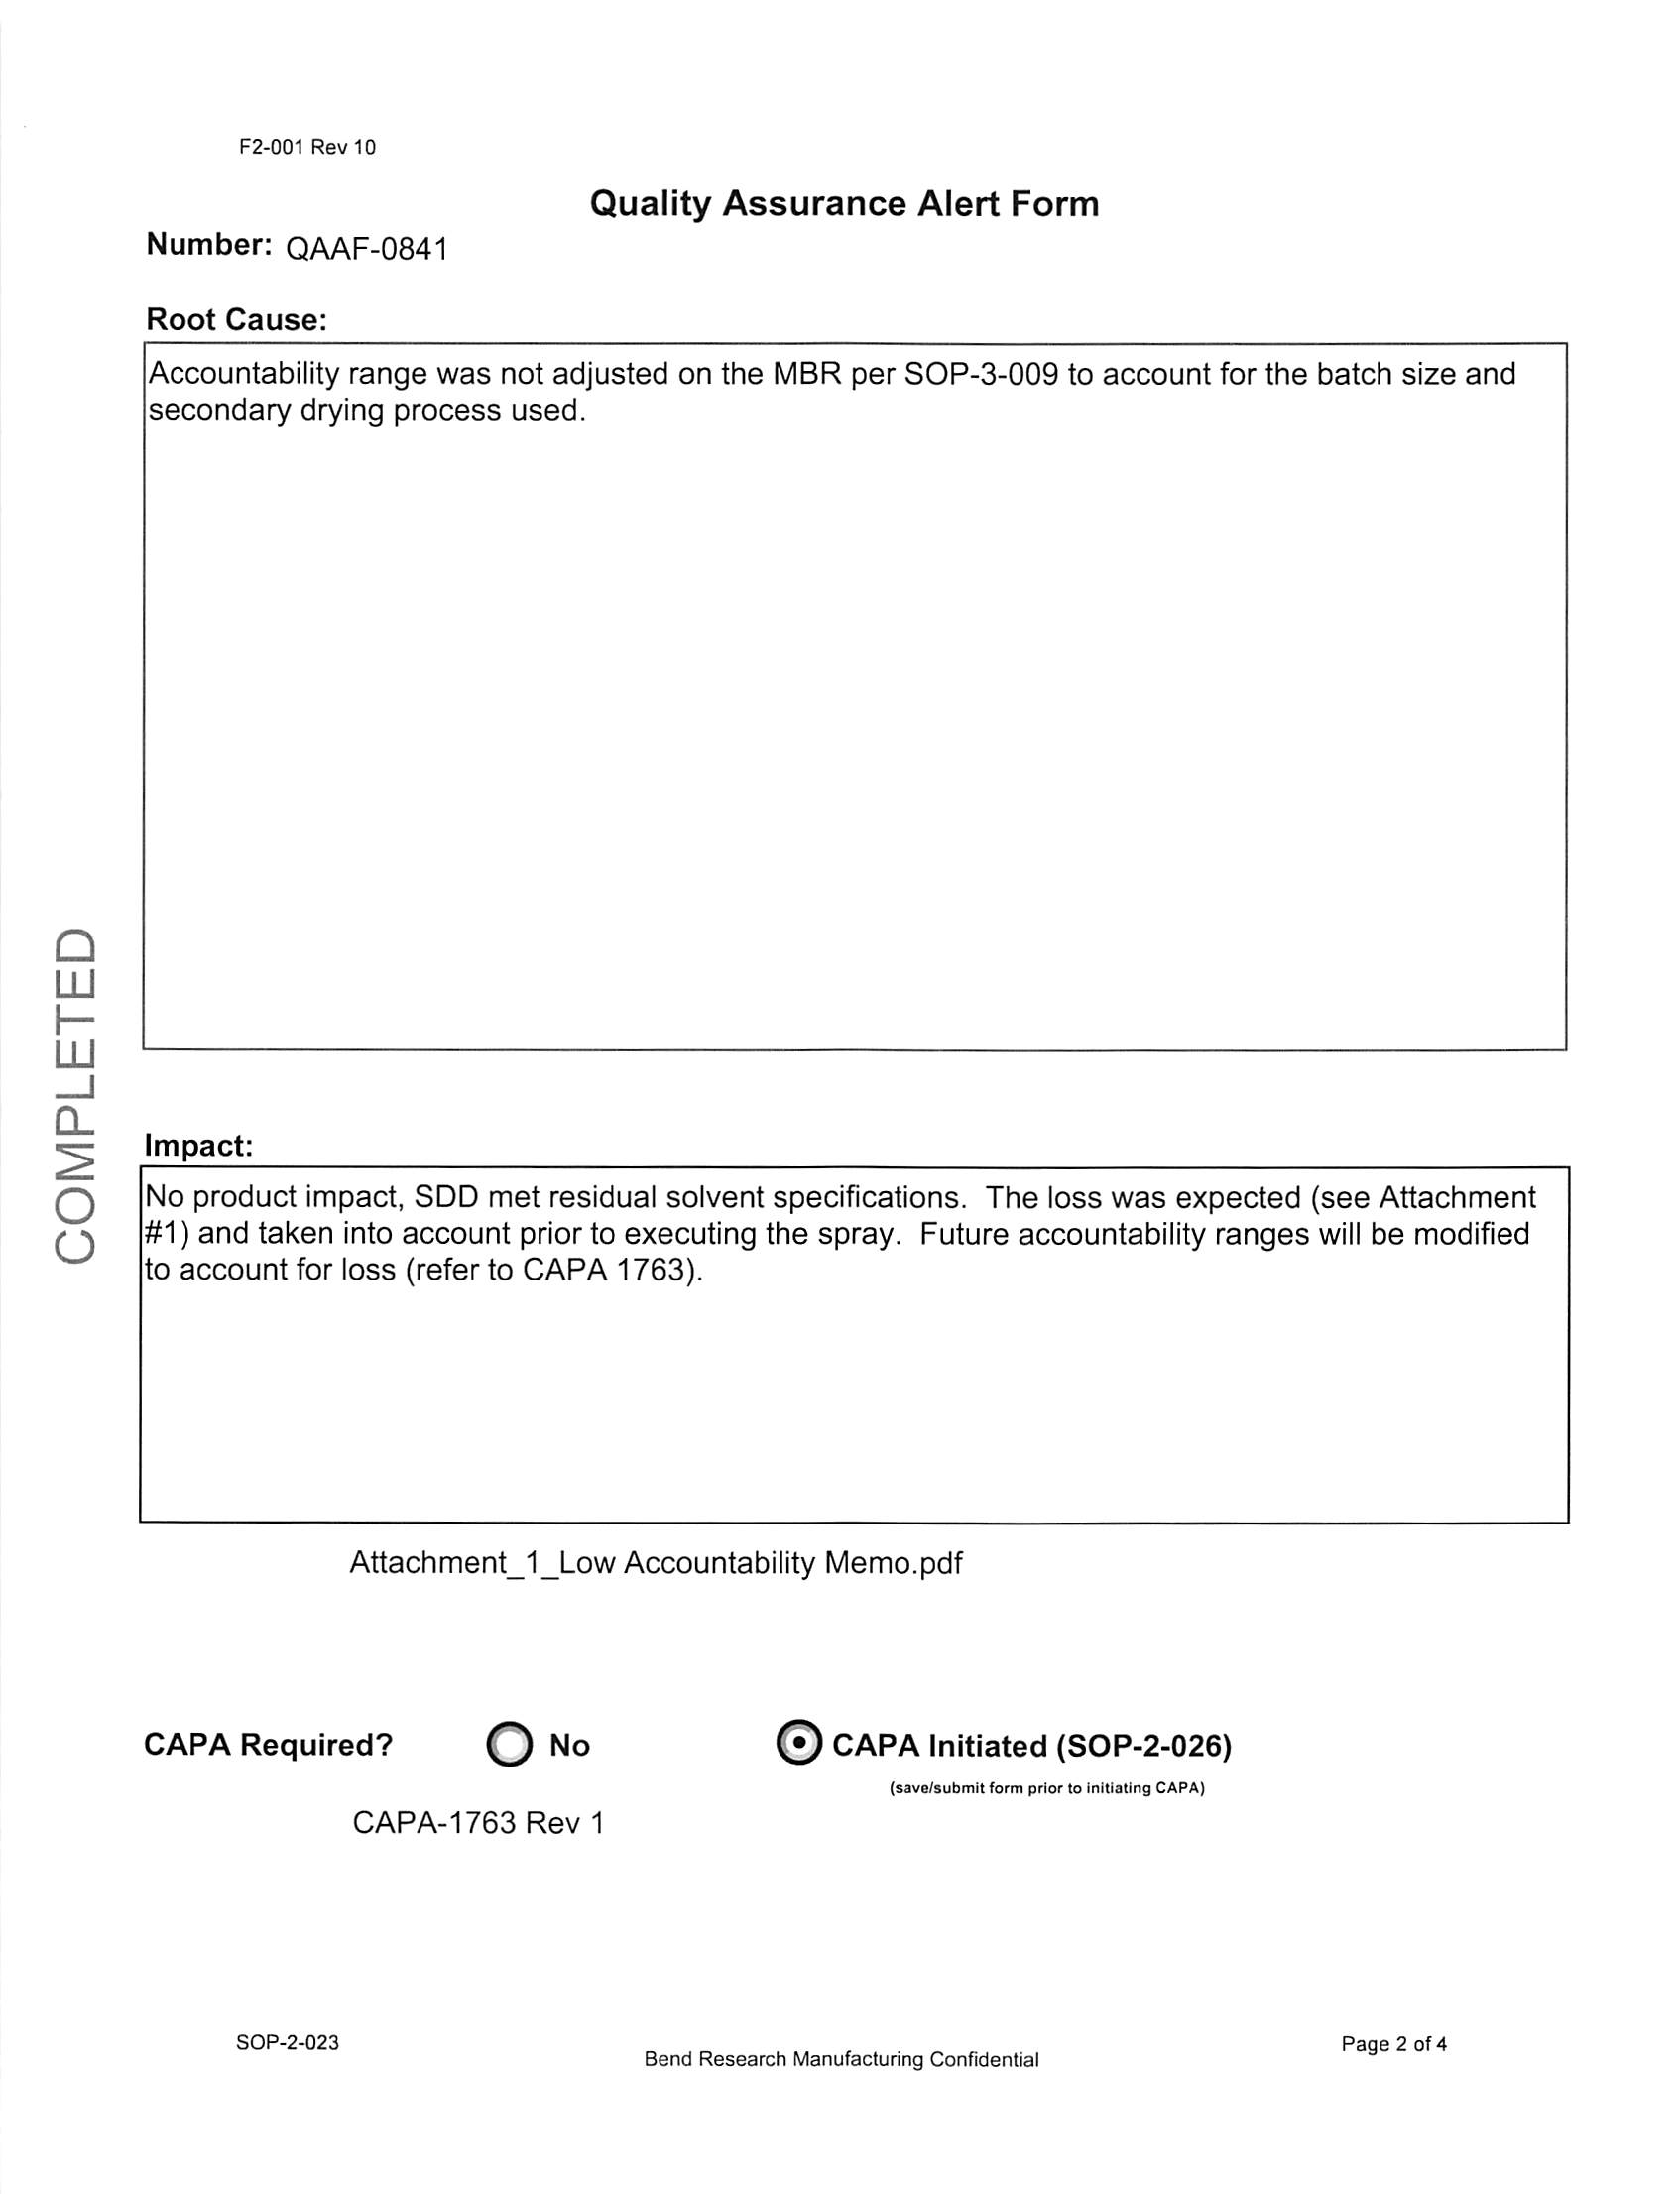 F2-001 Rev 10
Quality Assurance Alert Form
Number: QAAF-0841
Root Cause:
Accountability range was not adjusted on the MBR per SOP-3-009 to account for the batch size and
secondary drying process used.
COMPLETED
Impact:
No product impact, SDD met residual solvent specifications.  The loss was expected (see Attachment
#1) and taken into account prior to executing the spray.  Future accountability ranges will be modified
to account for loss (refer to CAPA 1763).
Attachment_1_Low Accountability Memo.pdf
CAPA Required? No CAPA Initiated (SOP-2-026)
(save/submit form prior to initiating CAPA)
CAPA-1763 Rev 1
SOP-2-023
Bend Research Manufacturing Confidential
Page 2 of 4